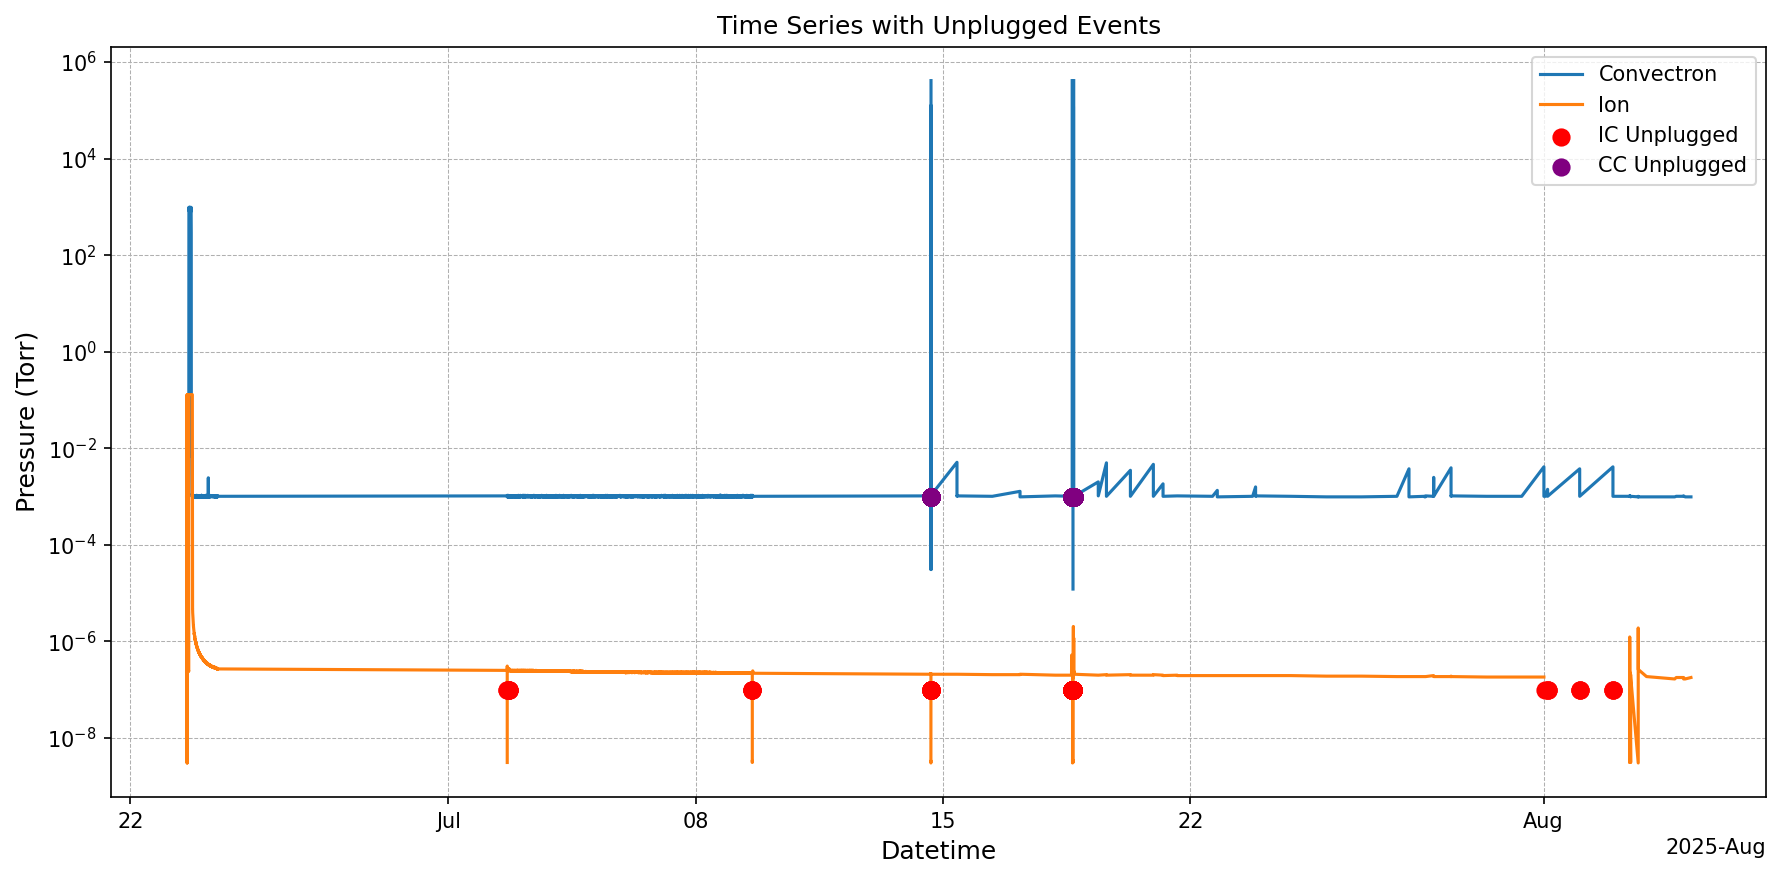 Time Series with Unplugged Events
Convectron
Ion
IC Unplugged
CC Unplugged
Pressure (Torr)
10^6
10^4
10^2
10^0
10^-2
10^-4
10^-6
10^-8
22
Jul
08
15
22
Aug
2025-Aug
Datetime